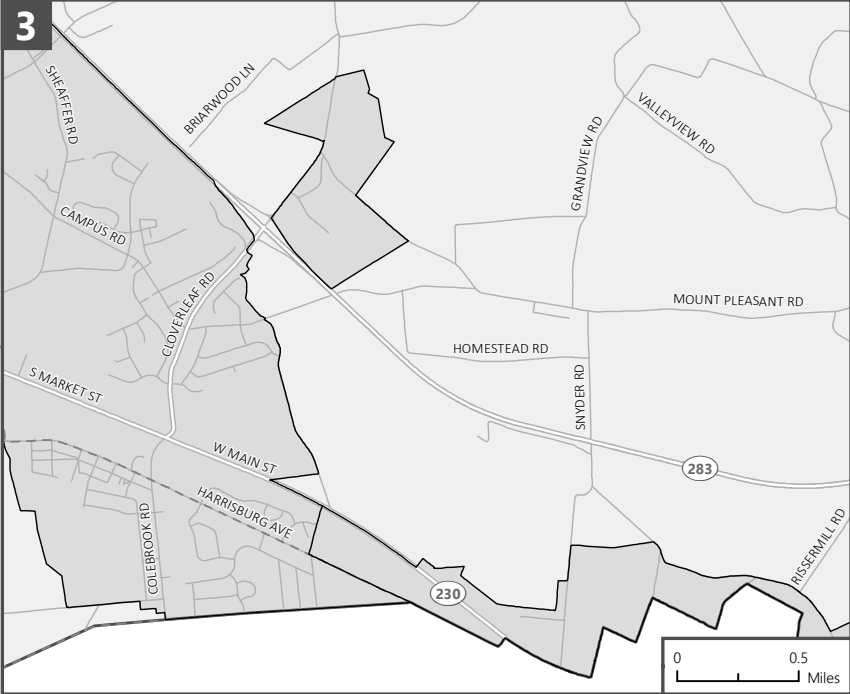 3
SHEAFFER RD
BRIARWOOD LN
VALLEYVIEW RD
GRANDVIEW RD
CAMPUS RD
CLOVERLEAF RD
MOUNT PLEASANT RD
HOMESTEAD RD
SNYDER RD
S MARKET ST
W MAIN ST
283
HARRISBURG AVE
COLEBROOK RD
RISSERMILL RD
230
0 0.5
Miles